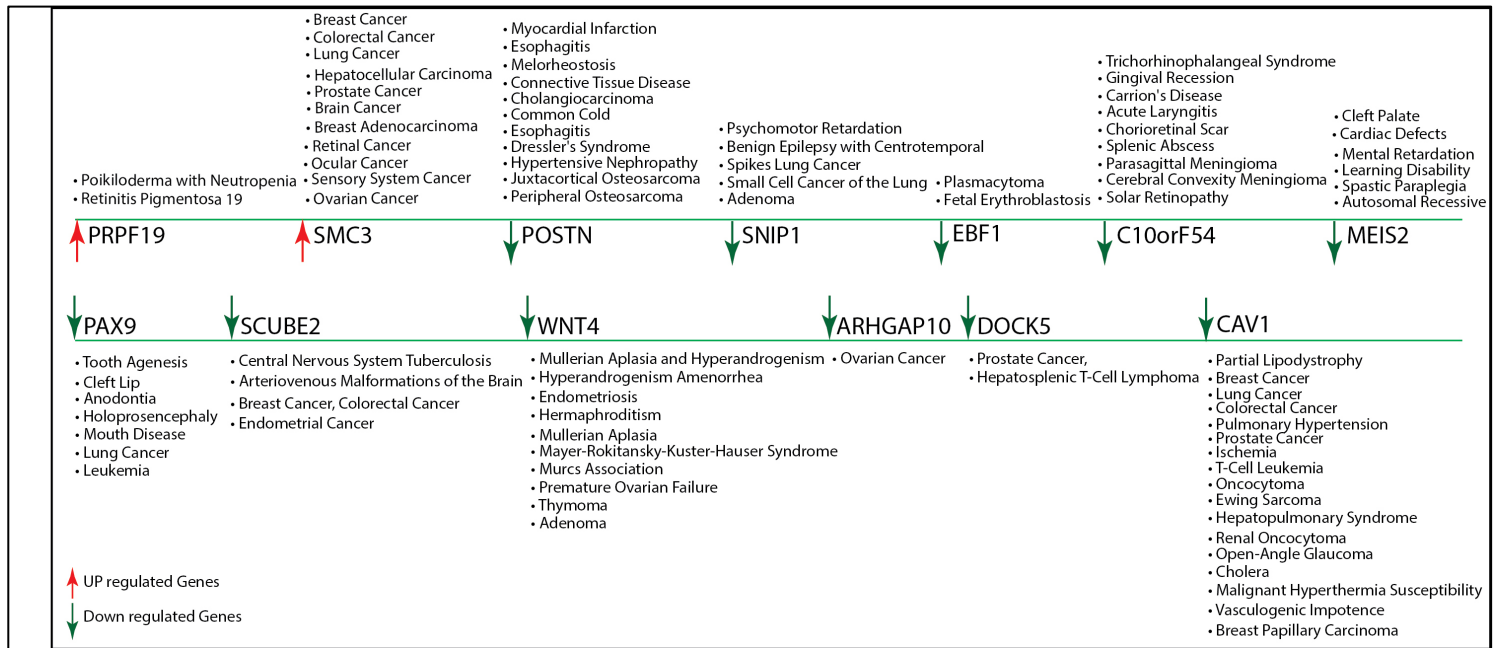 • Poikiloderma with Neutropenia
• Retinitis Pigmentosa 19
PRPF19
• Breast Cancer
• Colorectal Cancer
• Lung Cancer
• Hepatocellular Carcinoma
• Prostate Cancer
• Brain Cancer
• Breast Adenocarcinoma
• Retinal Cancer
• Ocular Cancer
• Sensory System Cancer
• Ovarian Cancer
SMC3
• Myocardial Infarction
• Esophagitis
• Melorheostosis
• Connective Tissue Disease
• Cholangiocarcinoma
• Common Cold
• Esophagitis
• Dressler's Syndrome
• Hypertensive Nephropathy
• Juxtacortical Osteosarcoma
• Peripheral Osteosarcoma
POSTN
• Psychomotor Retardation
• Benign Epilepsy with Centrotemporal
• Spikes Lung Cancer
• Small Cell Cancer of the Lung
• Adenoma
SNIP1
• Plasmacytoma
• Fetal Erythroblastosis
EBF1
• Trichorhinophalangeal Syndrome
• Gingival Recession
• Carrion's Disease
• Acute Laryngitis
• Chorioretinal Scar
• Splenic Abscess
• Parasagittal Meningioma
• Cerebral Convexity Meningioma
• Solar Retinopathy
C10orF54
• Cleft Palate
• Cardiac Defects
• Mental Retardation
• Learning Disability
• Spastic Paraplegia
• Autosomal Recessive
MEIS2
PAX9
• Tooth Agenesis
• Cleft Lip
• Anodontia
• Holoprosencephaly
• Mouth Disease
• Lung Cancer
• Leukemia
SCUBE2
• Central Nervous System Tuberculosis
• Arteriovenous Malformations of the Brain
• Breast Cancer, Colorectal Cancer
• Endometrial Cancer
WNT4
• Mullerian Aplasia and Hyperandrogenism
• Hyperandrogenism Amenorrhea
• Endometriosis
• Hermaphroditism
• Mullerian Aplasia
• Mayer-Rokitansky-Kuster-Hauser Syndrome
• Murcs Association
• Premature Ovarian Failure
• Thymoma
• Adenoma
ARHGAP10
• Ovarian Cancer
DOCK5
• Prostate Cancer,
• Hepatosplenic T-Cell Lymphoma
CAV1
• Partial Lipodystrophy
• Breast Cancer
• Lung Cancer
• Colorectal Cancer
• Pulmonary Hypertension
• Prostate Cancer
• Ischemia
• T-Cell Leukemia
• Oncocytoma
• Ewing Sarcoma
• Hepatopulmonary Syndrome
• Renal Oncocytoma
• Open-Angle Glaucoma
• Cholera
• Malignant Hyperthermia Susceptibility
• Vasculogenic Impotence
• Breast Papillary Carcinoma
UP regulated Genes
Down regulated Genes